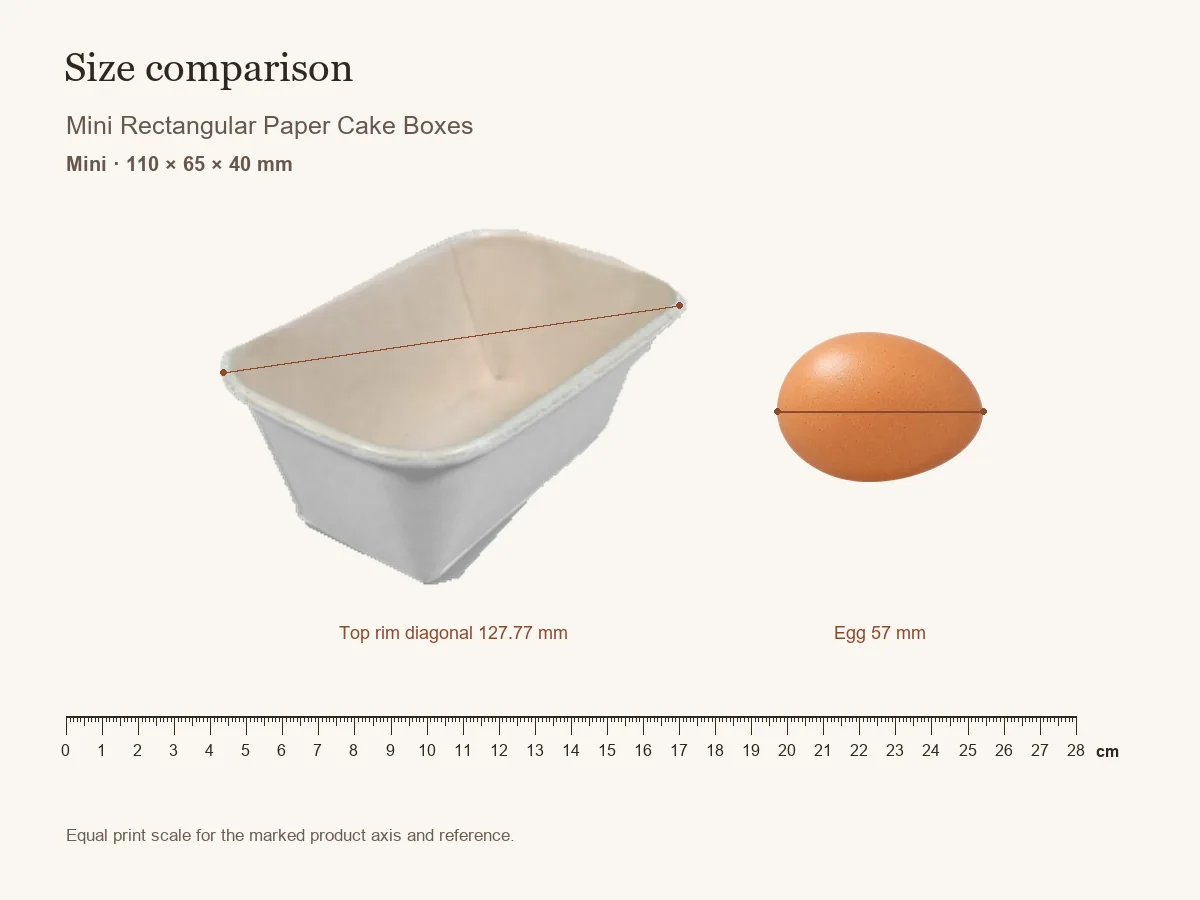 Size comparison
Mini Rectangular Paper Cake Boxes
Mini · 110 × 65 × 40 mm
Top rim diagonal 127.77 mm
Egg 57 mm
0 1 2 3 4 5 6 7 8 9 10 11 12 13 14 15 16 17 18 19 20 21 22 23 24 25 26 27 28 cm
Equal print scale for the marked product axis and reference.